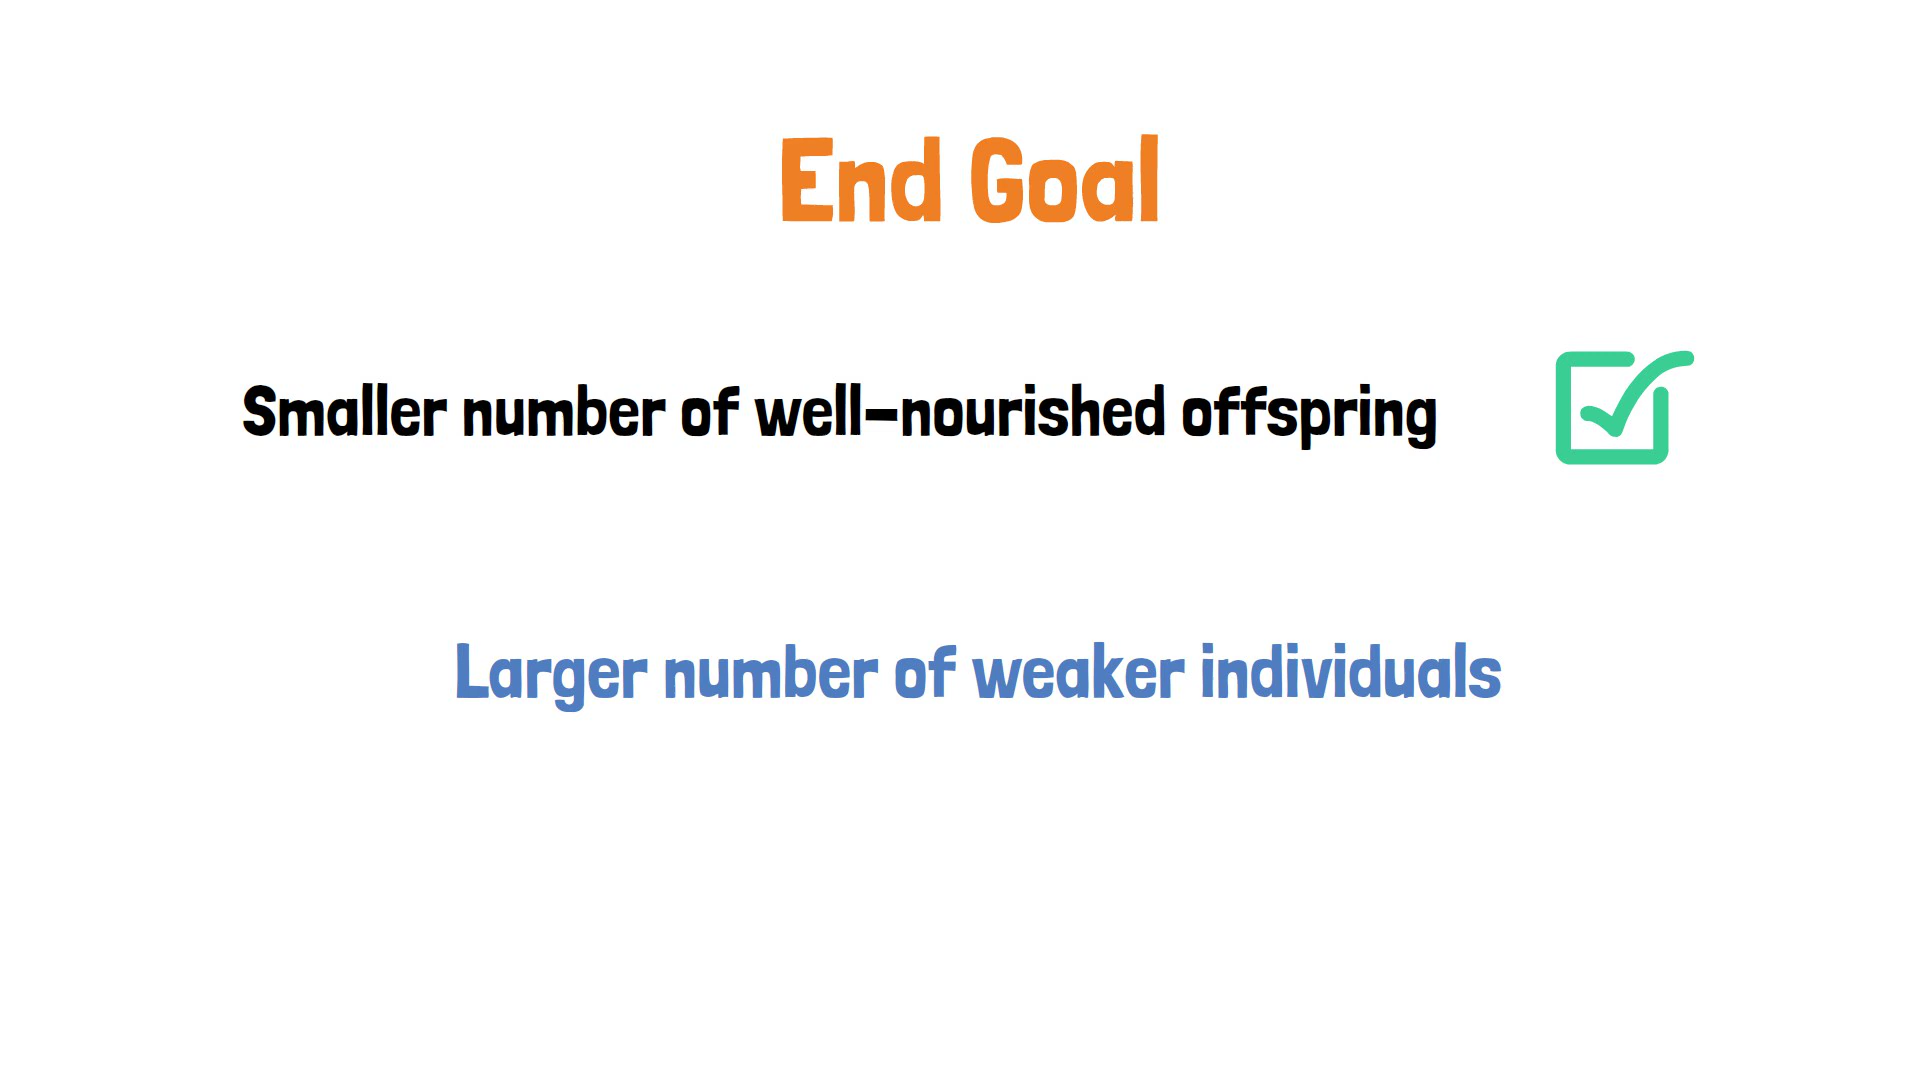 End Goal
Smaller number of well-nourished offspring
Larger number of weaker individuals